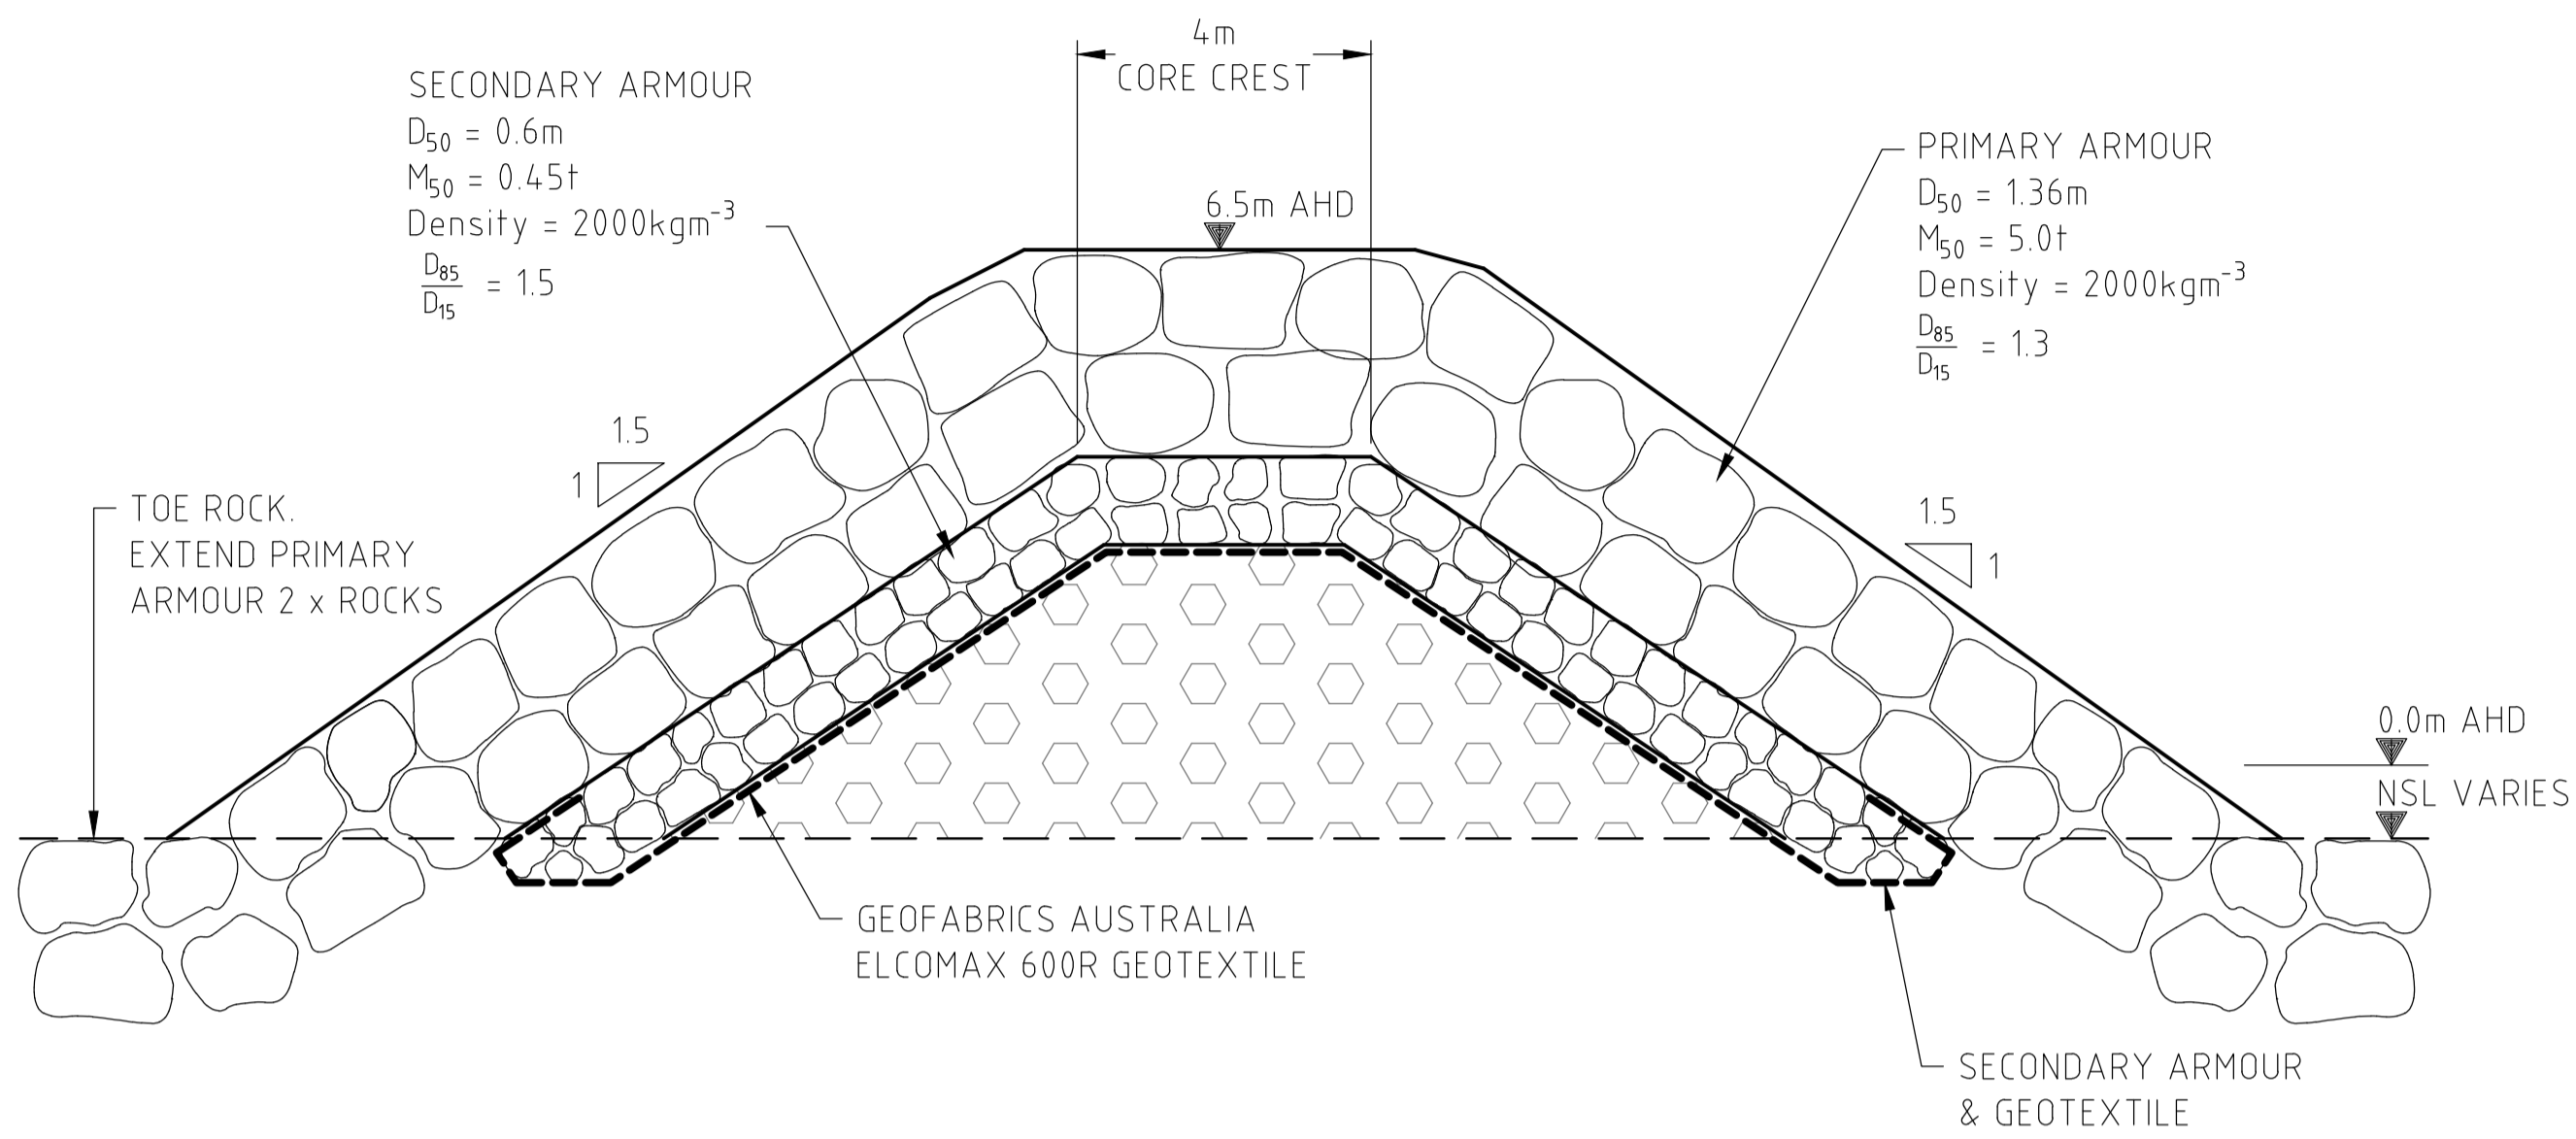 4m
CORE CREST
SECONDARY ARMOUR
D₅₀ = 0.6m
M₅₀ = 0.45t
Density = 2000kgm⁻³
D₈₅
D₁₅
= 1.5
PRIMARY ARMOUR
D₅₀ = 1.36m
M₅₀ = 5.0t
Density = 2000kgm⁻³
D₈₅
D₁₅
= 1.3
6.5m AHD
1.5
1
TOE ROCK.
EXTEND PRIMARY
ARMOUR 2 x ROCKS
1.5
1
0.0m AHD
NSL VARIES
GEOFABRICS AUSTRALIA
ELCOMAX 600R GEOTEXTILE
SECONDARY ARMOUR
& GEOTEXTILE